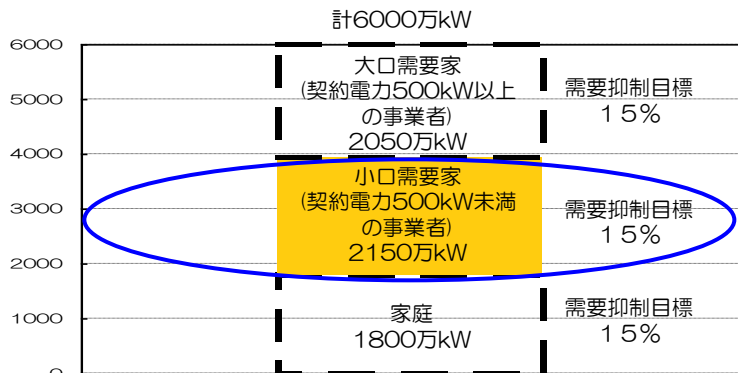 計6000万kW
6000
大口需要家
(契約電力500kW以上
の事業者)
2050万kW
需要抑制目標
１５%
5000
4000
小口需要家
(契約電力500kW未満
の事業者)
2150万kW
需要抑制目標
１５%
3000
2000
家庭
1800万kW
需要抑制目標
１５%
1000
0